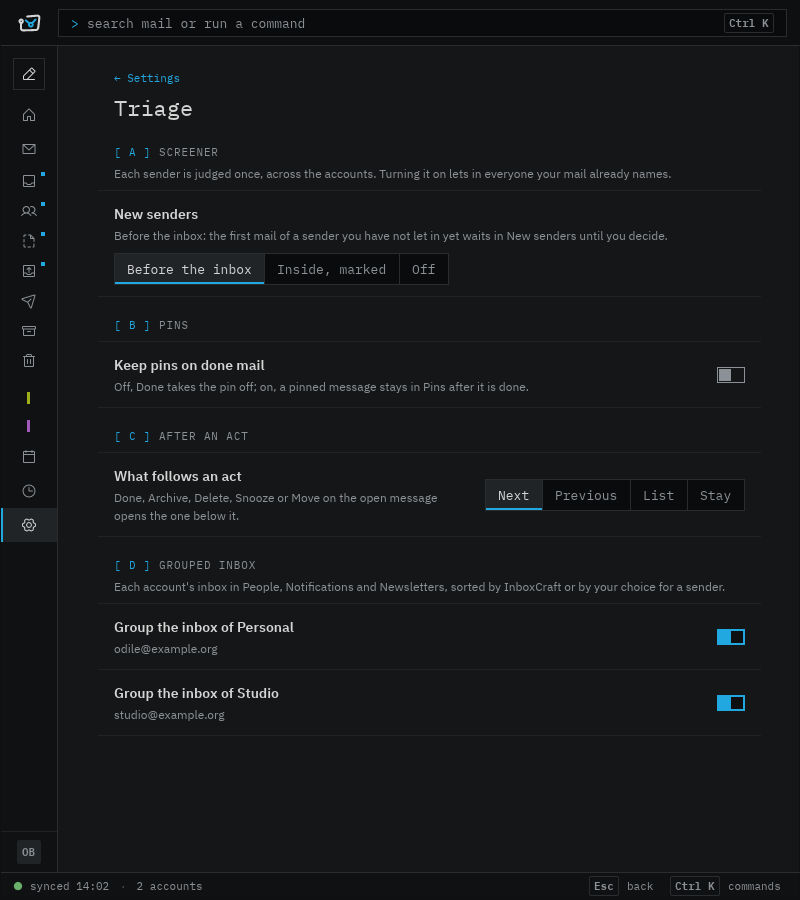 > search mail or run a command
Ctrl K
← Settings
Triage
[ A ] SCREENER
Each sender is judged once, across the accounts. Turning it on lets in everyone your mail already names.
New senders
Before the inbox: the first mail of a sender you have not let in yet waits in New senders until you decide.
Before the inbox
Inside, marked
Off
[ B ] PINS
Keep pins on done mail
Off, Done takes the pin off; on, a pinned message stays in Pins after it is done.
[ C ] AFTER AN ACT
What follows an act
Done, Archive, Delete, Snooze or Move on the open message
opens the one below it.
Next
Previous
List
Stay
[ D ] GROUPED INBOX
Each account's inbox in People, Notifications and Newsletters, sorted by InboxCraft or by your choice for a sender.
Group the inbox of Personal
odile@example.org
Group the inbox of Studio
studio@example.org
OB
synced 14:02 · 2 accounts
Esc back
Ctrl K commands